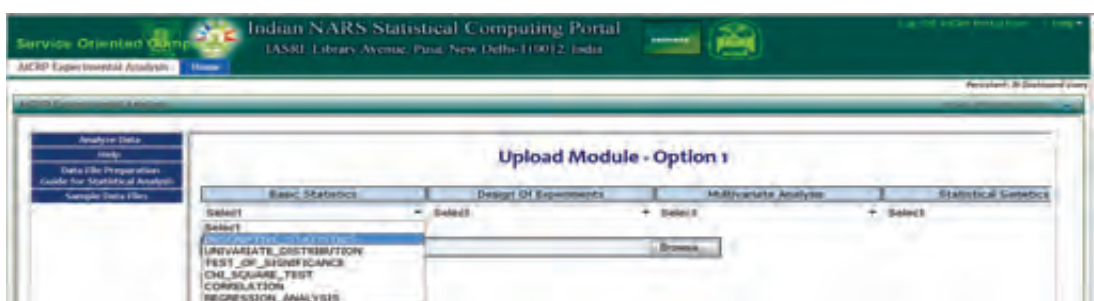 Indian NARS Statistical Computing Portal
Service Oriented
IASRI, Library Avenue, Pusa, New Delhi-110012, India
AICRP Experimental Analysis Home
Analyze Data
Help
Data File Preparation
Guide for Statistical Analysis
Sample Data Files
Upload Module - Option 1
Basic Statistics Design Of Experiments Multivariate Analysis Statistical Genetics
Select Select Select Select
Select
DESCRIPTIVE_STATISTICS
UNIVARIATE_DISTRIBUTION
Browse...
TEST_OF_SIGNIFICANCE
CHI_SQUARE_TEST
CORRELATION
REGRESSION_ANALYSIS